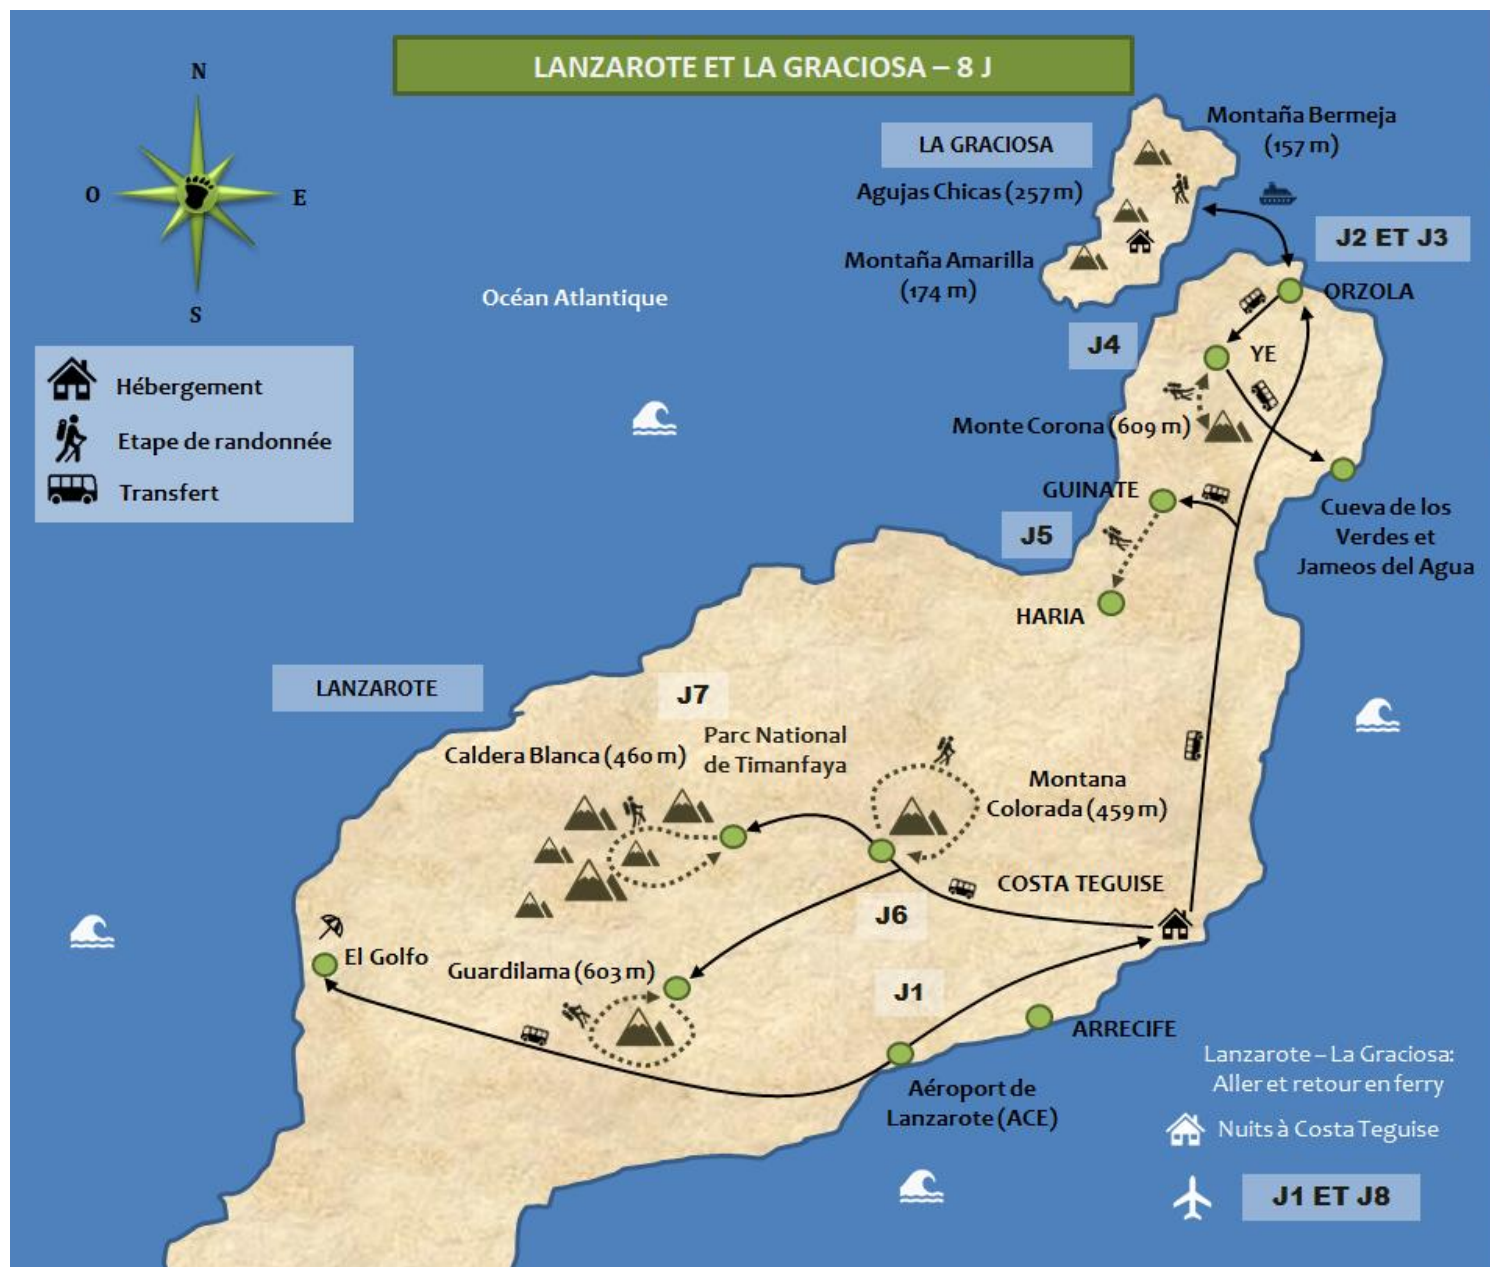 LANZAROTE ET LA GRACIOSA – 8 J
N
O
E
S
Hébergement
Etape de randonnée
Transfert
Océan Atlantique
LA GRACIOSA
Montaña Bermeja
(157 m)
Agujas Chicas (257 m)
Montaña Amarilla
(174 m)
J2 ET J3
ORZOLA
J4
YE
Monte Corona (609 m)
GUINATE
Cueva de los
Verdes et
Jameos del Agua
J5
HARIA
LANZAROTE
J7
Parc National
de Timanfaya
Caldera Blanca (460 m)
Montana
Colorada (459 m)
COSTA TEGUISE
J6
El Golfo
Guardilama (603 m)
J1
ARRECIFE
Aéroport de
Lanzarote (ACE)
Lanzarote – La Graciosa:
Aller et retour en ferry
Nuits à Costa Teguise
J1 ET J8